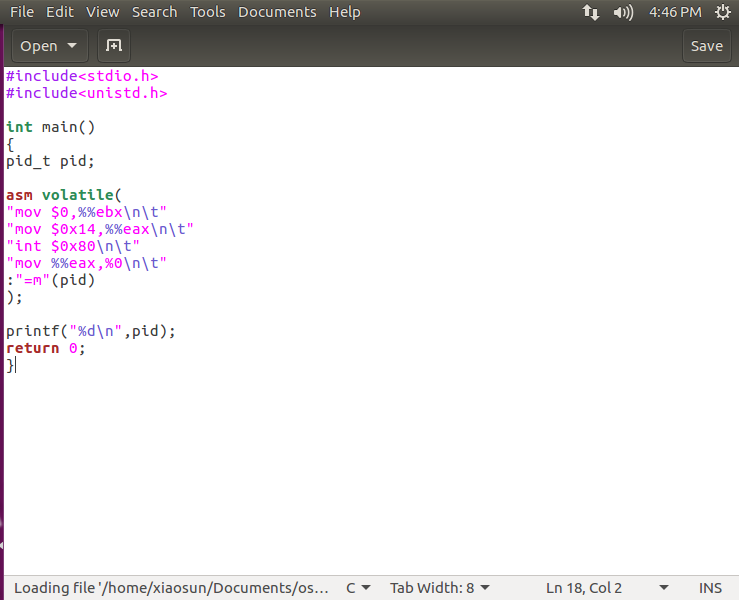 File Edit View Search Tools Documents Help 4:46 PM
Open Save
#include<stdio.h>
#include<unistd.h>
int main()
{
pid_t pid;
asm volatile(
"mov $0,%%ebx\n\t"
"mov $0x14,%%eax\n\t"
"int $0x80\n\t"
"mov %%eax,%0\n\t"
:"=m"(pid)
);
printf("%d\n",pid);
return 0;
}
Loading file '/home/xiaosun/Documents/os... C Tab Width: 8 Ln 18, Col 2 INS